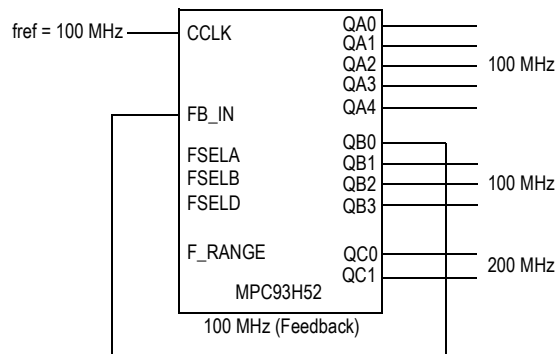 fref = 100 MHz
CCLK
FB_IN
FSELA
FSELB
FSELD
F_RANGE
MPC93H52
QA0
QA1
QA2
QA3
QA4
100 MHz
QB0
QB1
QB2
QB3
100 MHz
QC0
QC1
200 MHz
100 MHz (Feedback)